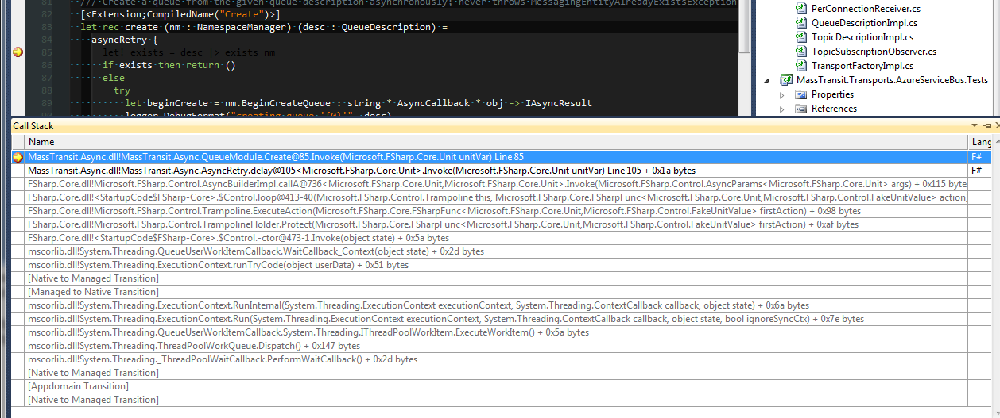 81 /// Create a queue from the given queue description asynchronously; never throws MessagingEntityAlreadyExistsException
82 [<Extension;CompiledName("Create")>]
83 let rec create (nm : NamespaceManager) (desc : QueueDescription) =
84 asyncRetry {
85 let! exists = desc |> exists nm
86 if exists then return ()
87 else
88 try
89 let beginCreate = nm.BeginCreateQueue : string * AsyncCallback * obj -> IAsyncResult
90 logger.DebugFormat("creating queue '{0}'", desc)
PerConnectionReceiver.cs
QueueDescriptionImpl.cs
TopicDescriptionImpl.cs
TopicSubscriptionObserver.cs
TransportFactoryImpl.cs
MassTransit.Transports.AzureServiceBus.Tests
Properties
References
Call Stack
Name Lang
MassTransit.Async.dll!MassTransit.Async.QueueModule.Create@85.Invoke(Microsoft.FSharp.Core.Unit unitVar) Line 85 F#
MassTransit.Async.dll!MassTransit.Async.AsyncRetry.delay@105<Microsoft.FSharp.Core.Unit>.Invoke(Microsoft.FSharp.Core.Unit unitVar) Line 105 + 0x1a bytes F#
FSharp.Core.dll!Microsoft.FSharp.Control.AsyncBuilderImpl.callA@736<Microsoft.FSharp.Core.Unit,Microsoft.FSharp.Core.Unit>.Invoke(Microsoft.FSharp.Control.AsyncParams<Microsoft.FSharp.Core.Unit> args) + 0x115 byte
FSharp.Core.dll!<StartupCode$FSharp-Core>.$Control.loop@413-40(Microsoft.FSharp.Control.Trampoline this, Microsoft.FSharp.Core.FSharpFunc<Microsoft.FSharp.Core.Unit,Microsoft.FSharp.Control.FakeUnitValue> action)
FSharp.Core.dll!Microsoft.FSharp.Control.Trampoline.ExecuteAction(Microsoft.FSharp.Core.FSharpFunc<Microsoft.FSharp.Core.Unit,Microsoft.FSharp.Control.FakeUnitValue> firstAction) + 0x98 bytes
FSharp.Core.dll!Microsoft.FSharp.Control.TrampolineHolder.Protect(Microsoft.FSharp.Core.FSharpFunc<Microsoft.FSharp.Core.Unit,Microsoft.FSharp.Control.FakeUnitValue> firstAction) + 0xaf bytes
FSharp.Core.dll!<StartupCode$FSharp-Core>.$Control.-ctor@473-1.Invoke(object state) + 0x5a bytes
mscorlib.dll!System.Threading.QueueUserWorkItemCallback.WaitCallback_Context(object state) + 0x2d bytes
mscorlib.dll!System.Threading.ExecutionContext.runTryCode(object userData) + 0x51 bytes
[Native to Managed Transition]
[Managed to Native Transition]
mscorlib.dll!System.Threading.ExecutionContext.RunInternal(System.Threading.ExecutionContext executionContext, System.Threading.ContextCallback callback, object state) + 0x6a bytes
mscorlib.dll!System.Threading.ExecutionContext.Run(System.Threading.ExecutionContext executionContext, System.Threading.ContextCallback callback, object state, bool ignoreSyncCtx) + 0x7e bytes
mscorlib.dll!System.Threading.QueueUserWorkItemCallback.System.Threading.IThreadPoolWorkItem.ExecuteWorkItem() + 0x5a bytes
mscorlib.dll!System.Threading.ThreadPoolWorkQueue.Dispatch() + 0x147 bytes
mscorlib.dll!System.Threading._ThreadPoolWaitCallback.PerformWaitCallback() + 0x2d bytes
[Native to Managed Transition]
[Appdomain Transition]
[Native to Managed Transition]